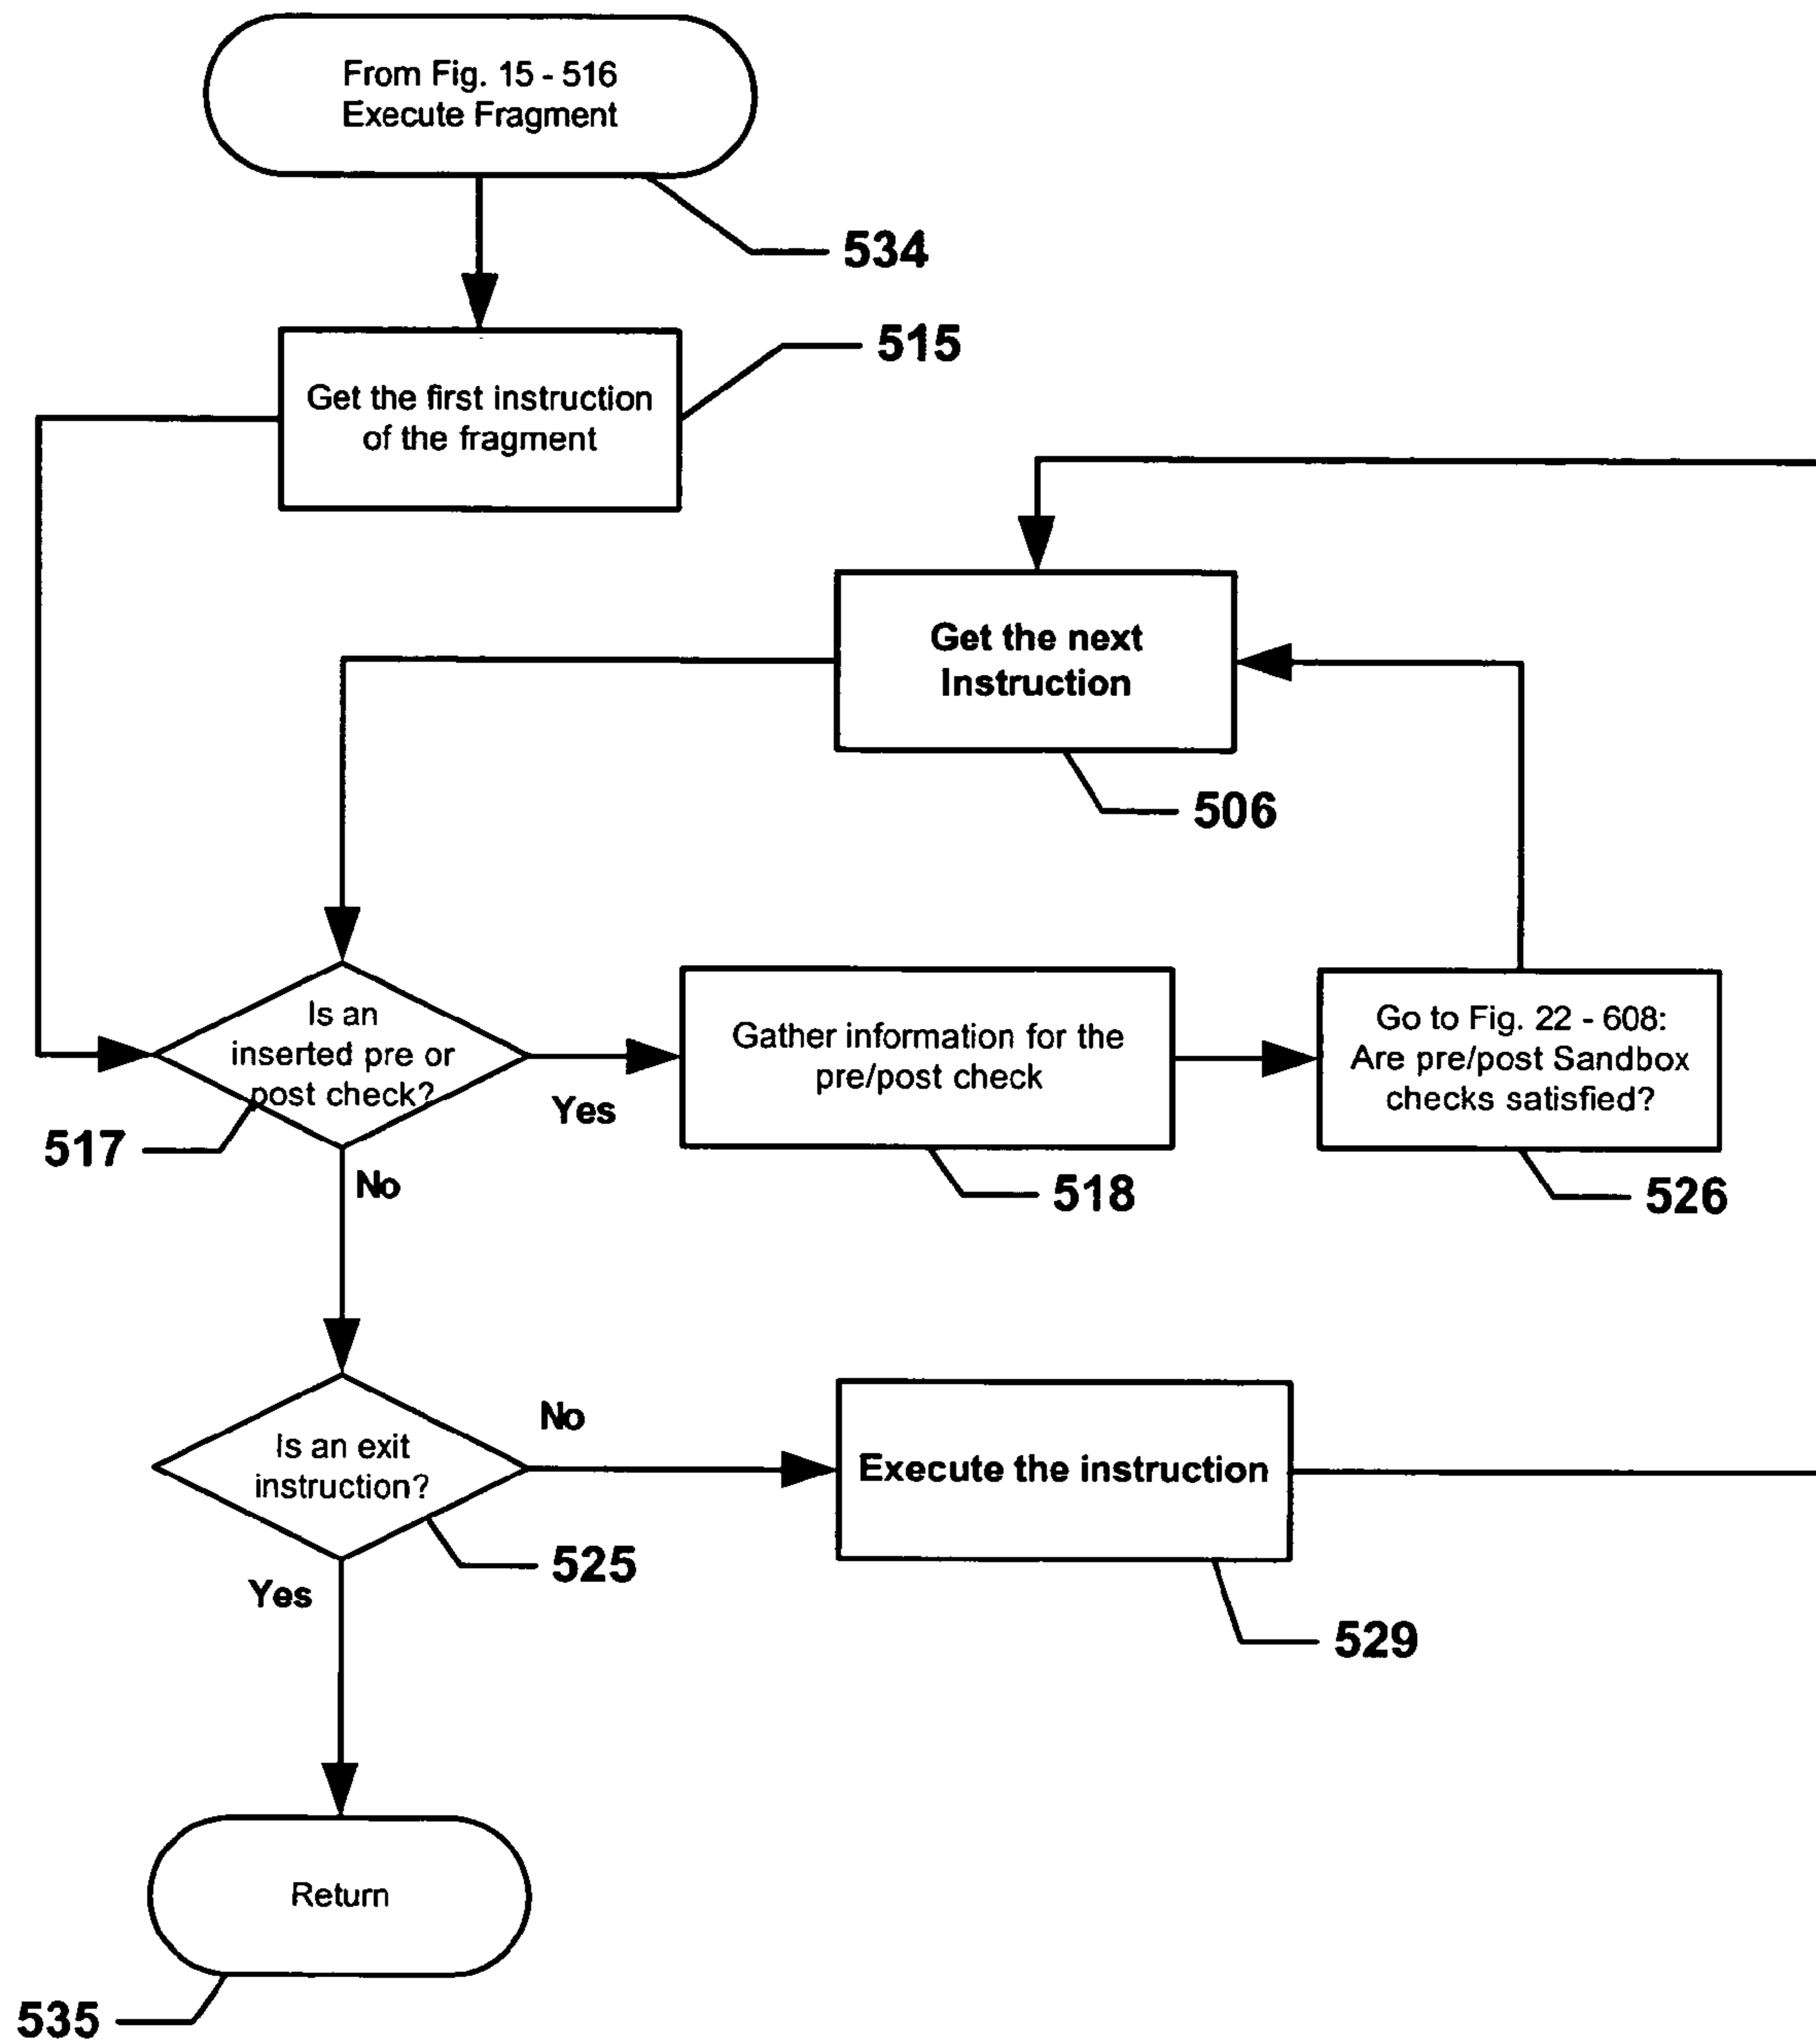 From Fig. 15 - 516
Execute Fragment
534
515
Get the first instruction
of the fragment
Get the next
Instruction
506
Is an
inserted pre or
post check?
517
Yes
No
Gather information for the
pre/post check
518
Go to Fig. 22 - 608:
Are pre/post Sandbox
checks satisfied?
526
Is an exit
instruction?
No
525
Yes
Execute the instruction
529
Return
535